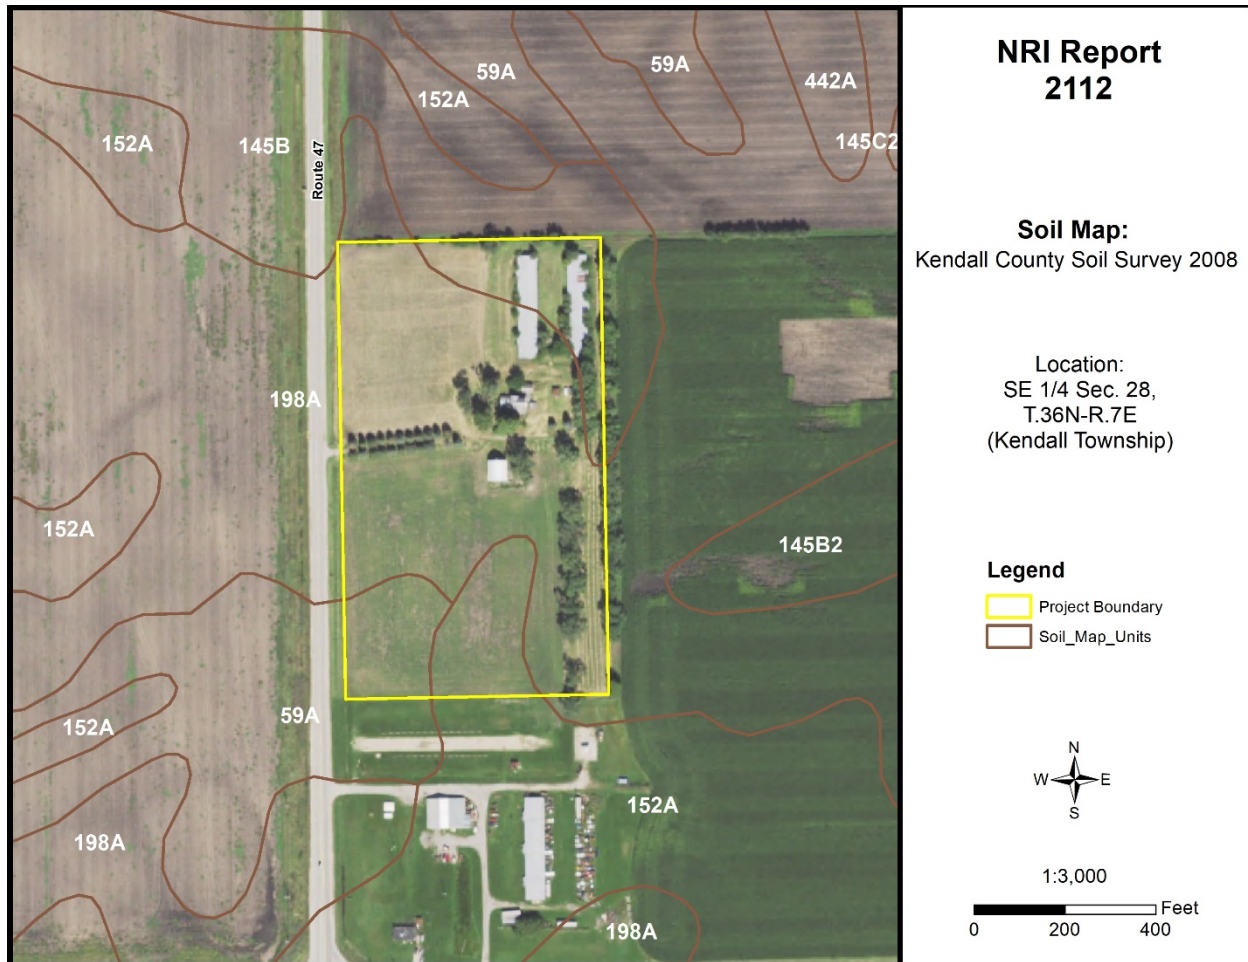 59A
59A
442A
152A
152A
145B
145C2
Route 47
198A
152A
145B2
59A
152A
152A
198A
198A
NRI Report
2112
Soil Map:
Kendall County Soil Survey 2008
Location:
SE 1/4 Sec. 28,
T.36N-R.7E
(Kendall Township)
Legend
Project Boundary
Soil_Map_Units
N
W E
S
1:3,000
Feet
0 200 400